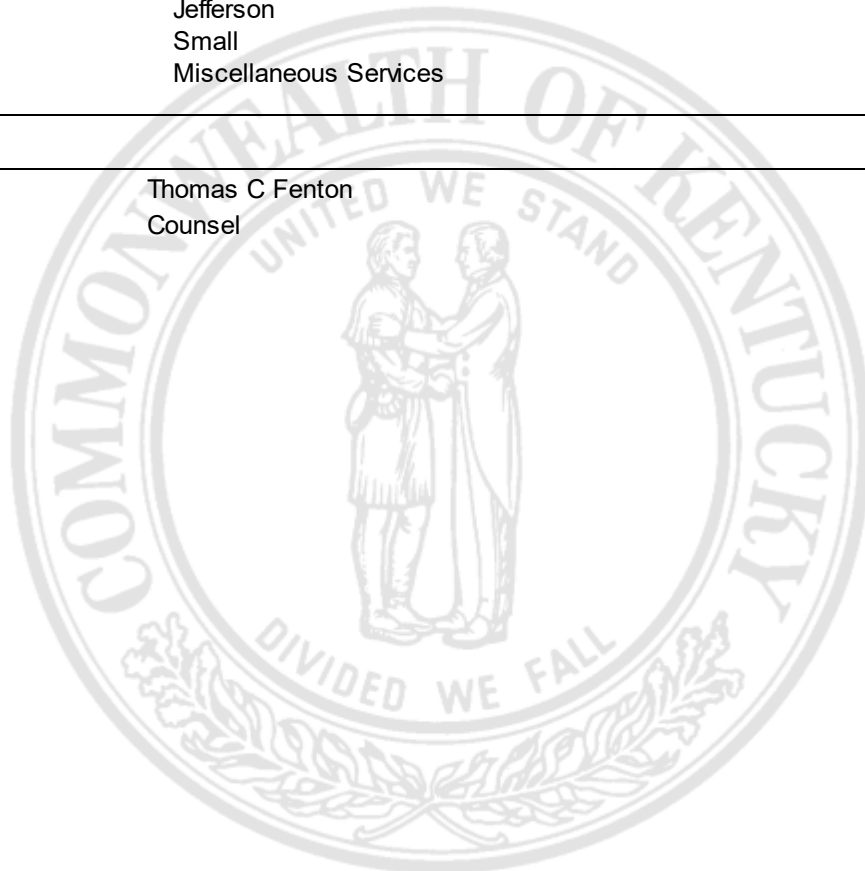 Jefferson
Small
Miscellaneous Services
Thomas C Fenton
Counsel
COMMONWEALTH OF KENTUCKY
UNITED WE STAND
DIVIDED WE FALL